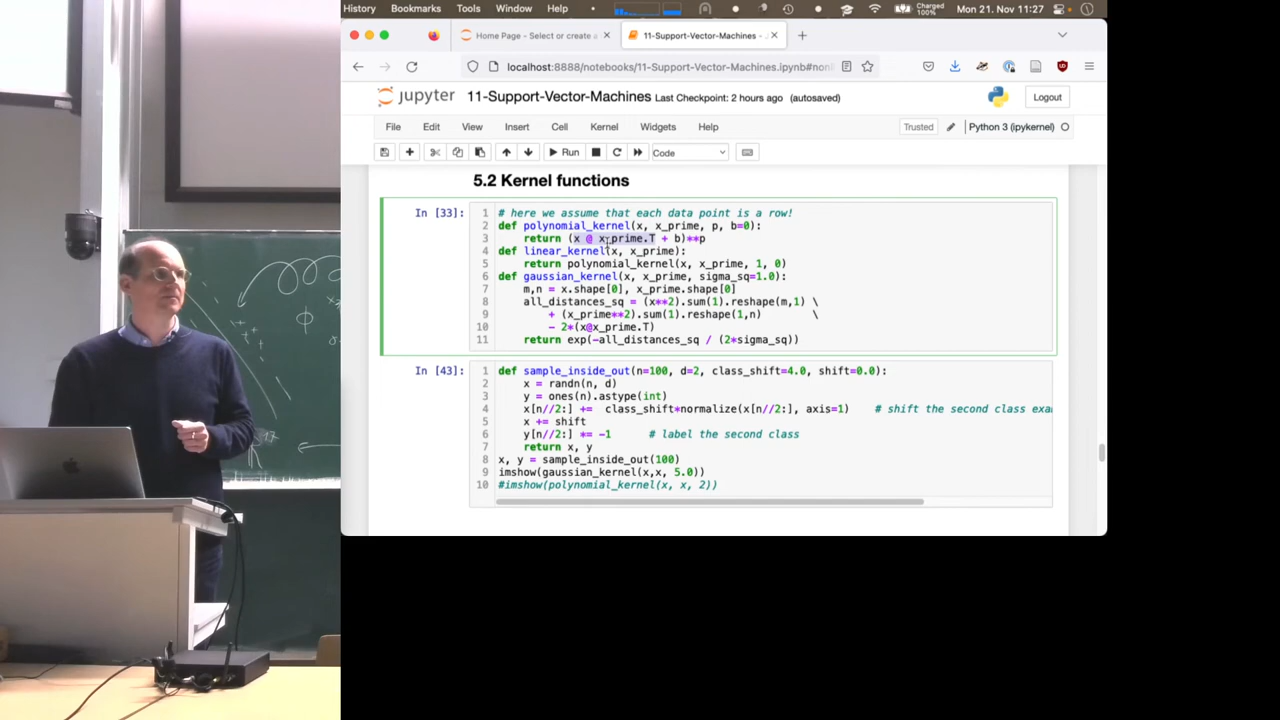 History Bookmarks Tools Window Help Charged 100% Mon 21. Nov 11:27
Home Page - Select or create a
11-Support-Vector-Machines -
localhost:8888/notebooks/11-Support-Vector-Machines.ipynb#non
jupyter 11-Support-Vector-Machines Last Checkpoint: 2 hours ago (autosaved)
Logout
File Edit View Insert Cell Kernel Widgets Help
Trusted
Python 3 (ipykernel)
Run
Code
5.2 Kernel functions
In [33]:
1 # here we assume that each data point is a row!
2 def polynomial_kernel(x, x_prime, p, b=0):
3 return (x @ x_prime.T + b)**p
4 def linear_kernel(x, x_prime):
5 return polynomial_kernel(x, x_prime, 1, 0)
6 def gaussian_kernel(x, x_prime, sigma_sq=1.0):
7 m,n = x.shape[0], x_prime.shape[0]
8 all_distances_sq = (x**2).sum(1).reshape(m,1) \
9 + (x_prime**2).sum(1).reshape(1,n) \
10 - 2*(x@x_prime.T)
11 return exp(-all_distances_sq / (2*sigma_sq))
In [43]:
1 def sample_inside_out(n=100, d=2, class_shift=4.0, shift=0.0):
2 x = randn(n, d)
3 y = ones(n).astype(int)
4 x[n//2:] += class_shift*normalize(x[n//2:], axis=1) # shift the second class exa
5 x += shift
6 y[n//2:] *= -1 # label the second class
7 return x, y
8 x, y = sample_inside_out(100)
9 imshow(gaussian_kernel(x,x, 5.0))
10 #imshow(polynomial_kernel(x, x, 2))
ϕ